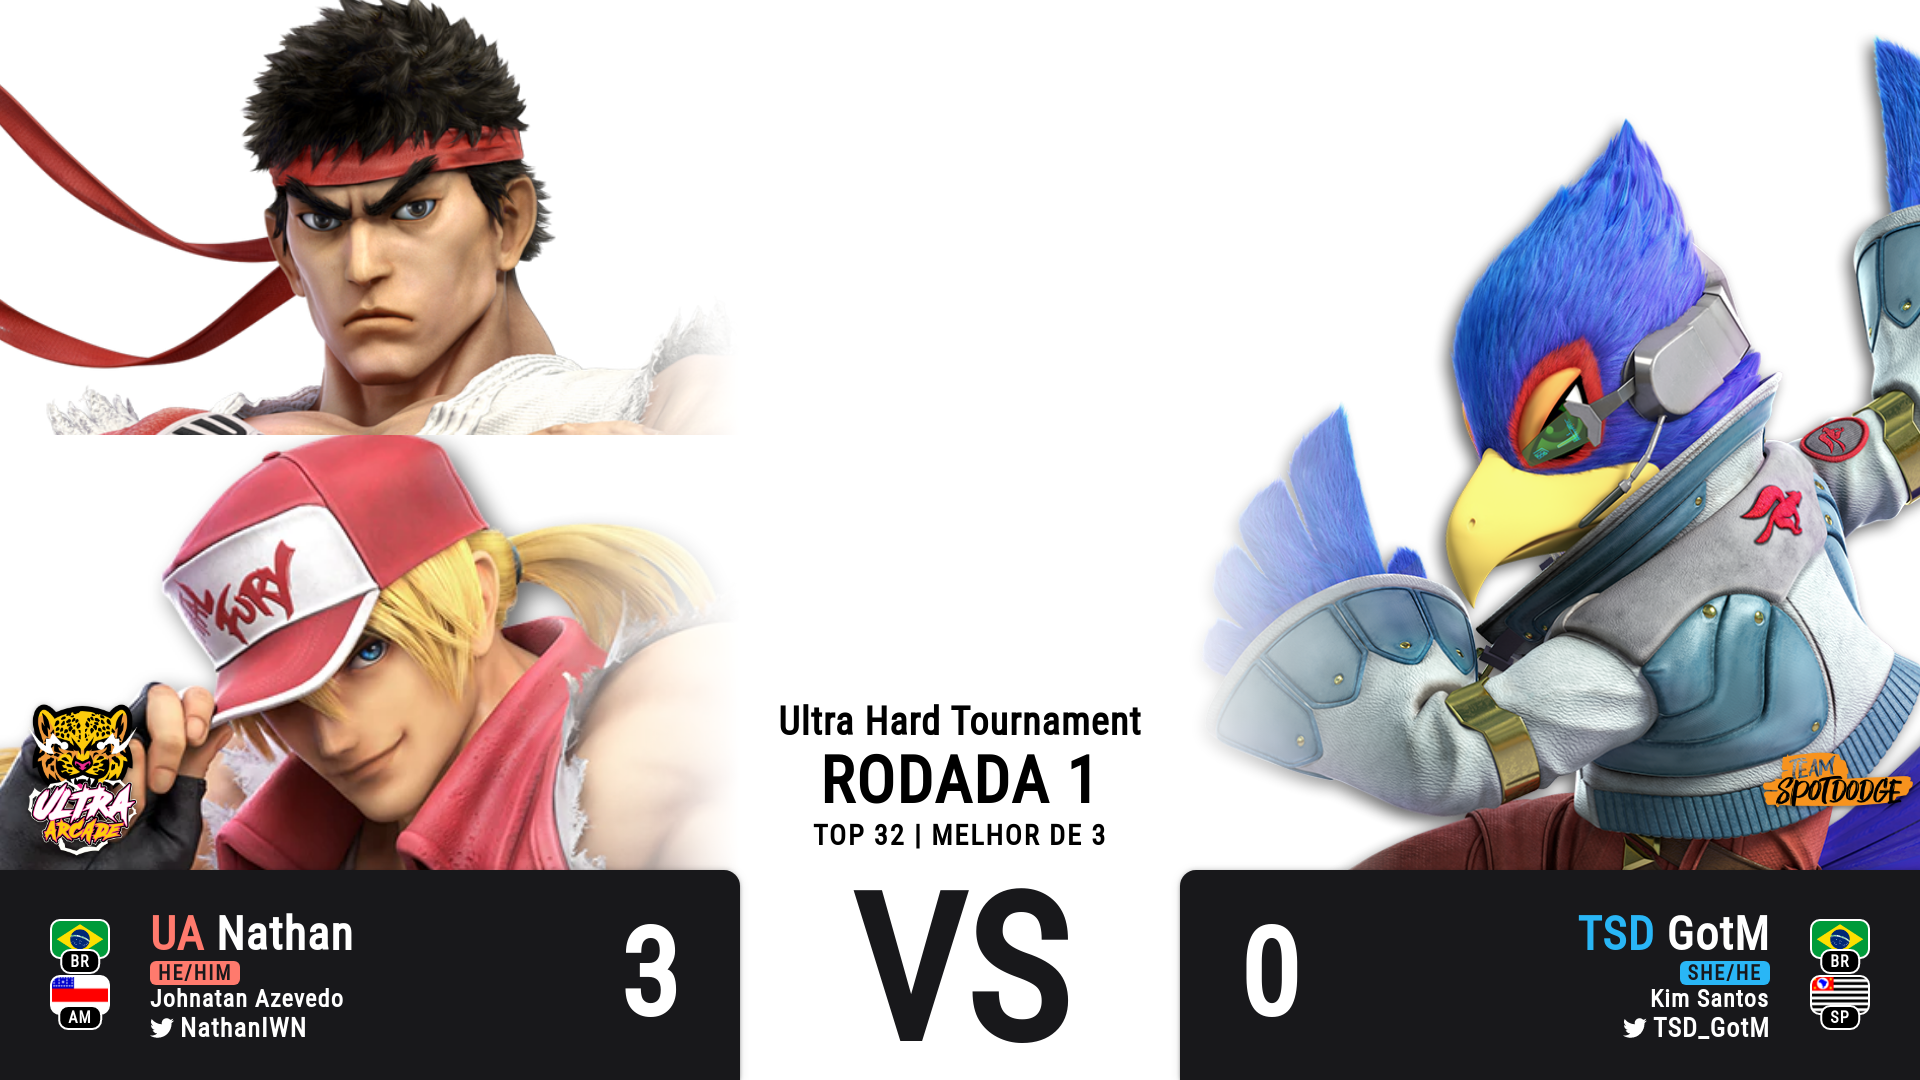 FURY
ULTRA
ARCADE
Ultra Hard Tournament
RODADA 1
TOP 32 | MELHOR DE 3
VS
TEAM
SPOTDODGE
BR
AM
UA Nathan
HE/HIM
Johnatan Azevedo
NathanIWN
3
0
TSD GotM
SHE/HE
Kim Santos
TSD_GotM
BR
SP